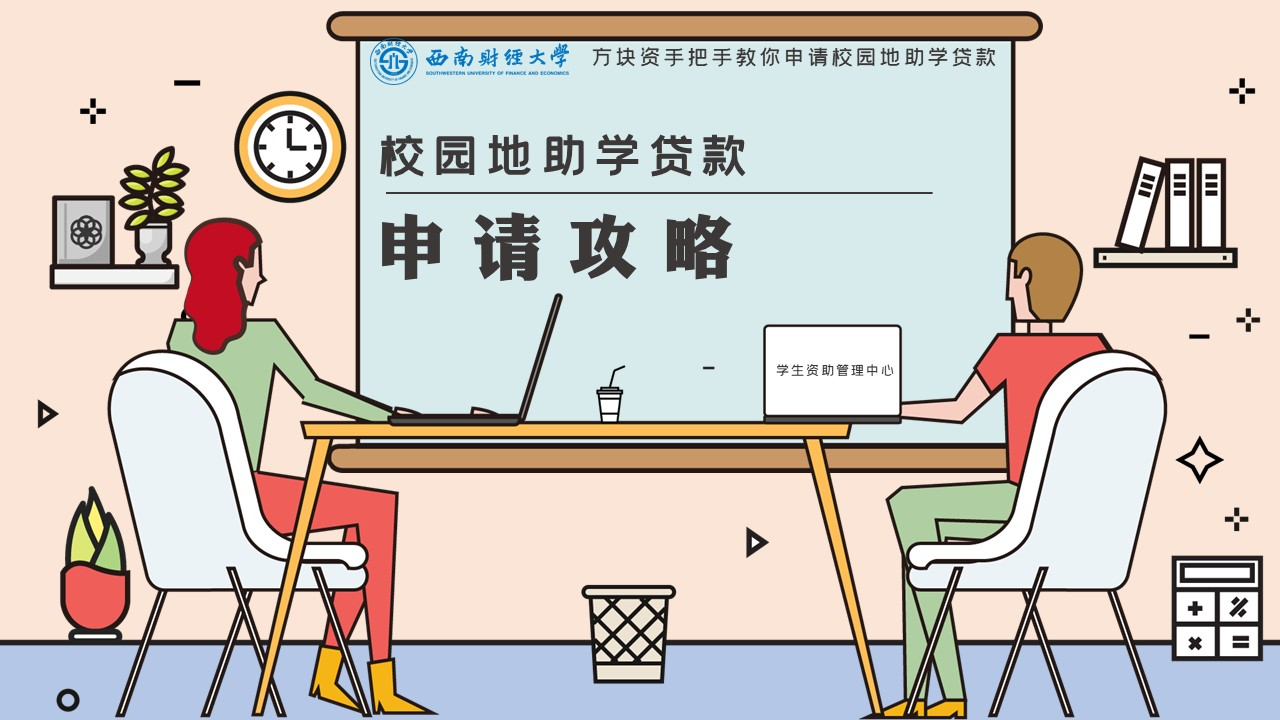 西南财经大学
SOUTHWESTERN UNIVERSITY OF FINANCE AND ECONOMICS
方块资手把手教你申请校园地助学贷款
校园地助学贷款
申请攻略
学生资助管理中心